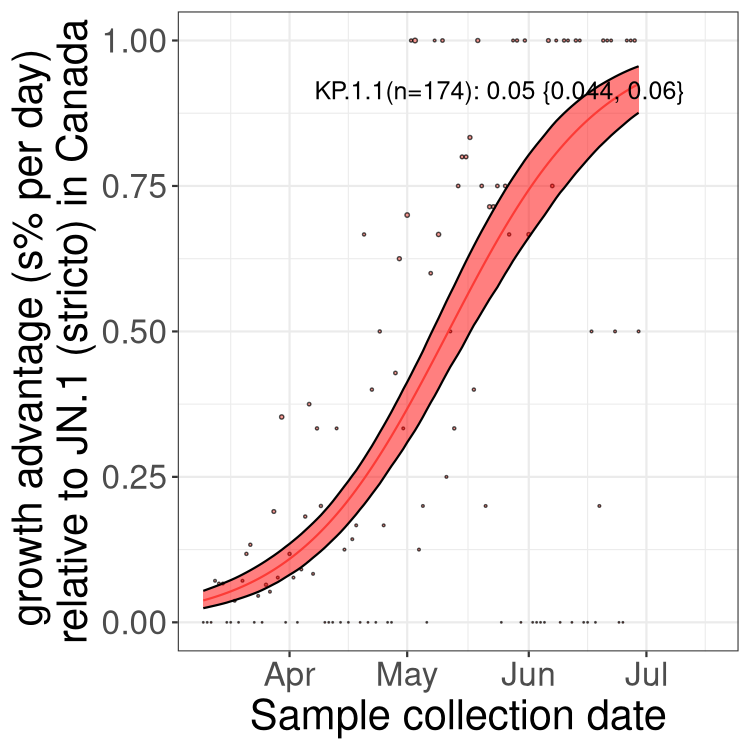 growth advantage (s% per day)
relative to JN.1 (stricto) in Canada
1.00
0.75
0.50
0.25
0.00
KP.1.1(n=174): 0.05 {0.044, 0.06}
Apr May Jun Jul
Sample collection date